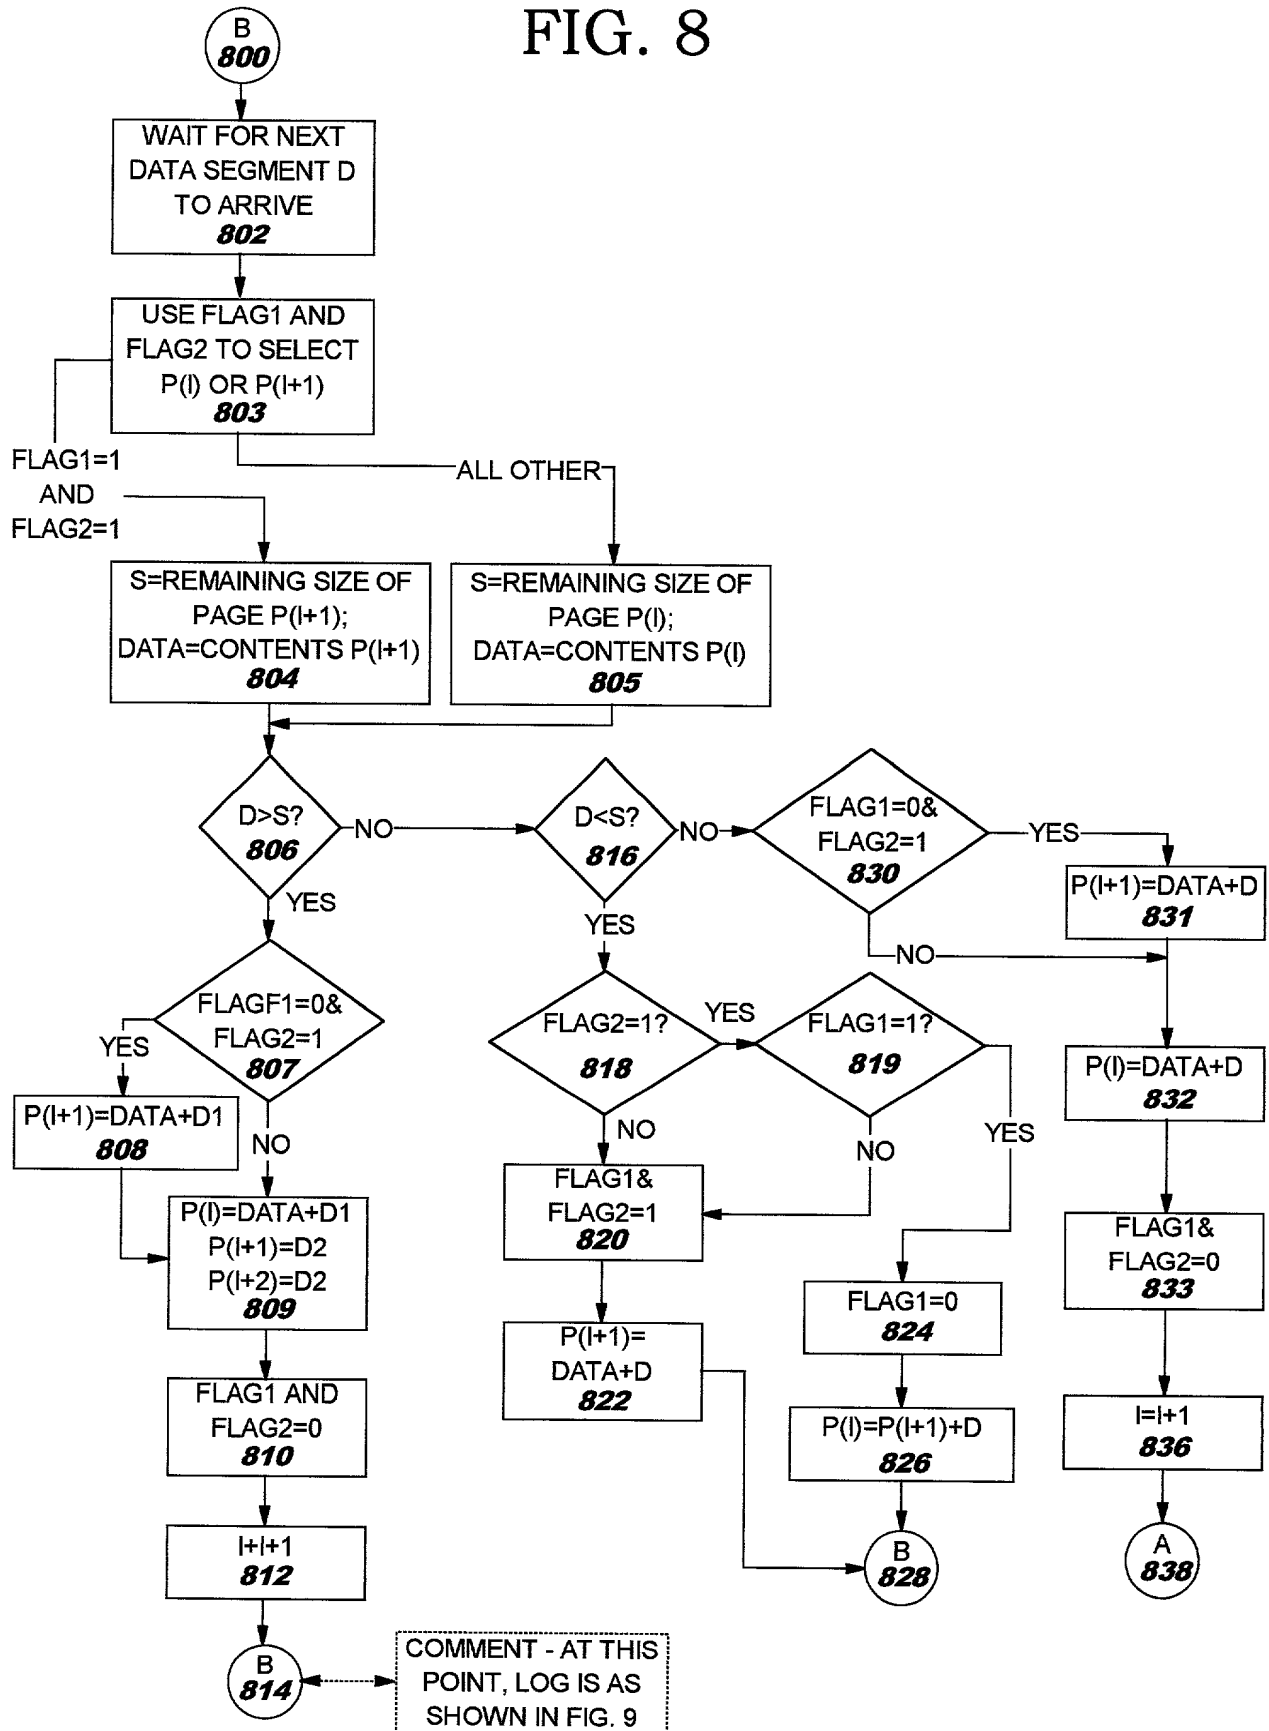 FIG. 8
B
800
WAIT FOR NEXT
DATA SEGMENT D
TO ARRIVE
802
USE FLAG1 AND
FLAG2 TO SELECT
P(I) OR P(I+1)
803
FLAG1=1
AND
FLAG2=1
ALL OTHER
S=REMAINING SIZE OF
PAGE P(I+1);
DATA=CONTENTS P(I+1)
804
S=REMAINING SIZE OF
PAGE P(I);
DATA=CONTENTS P(I)
805
D>S?
806
NO
D<S?
816
NO
FLAG1=0&
FLAG2=1
830
YES
P(I+1)=DATA+D
831
YES
YES
NO
FLAGF1=0&
FLAG2=1
807
YES
FLAG2=1?
818
YES
FLAG1=1?
819
P(I)=DATA+D
832
P(I+1)=DATA+D1
808
NO
NO
NO
YES
P(I)=DATA+D1
P(I+1)=D2
P(I+2)=D2
809
FLAG1&
FLAG2=1
820
FLAG1&
FLAG2=0
833
FLAG1=0
824
P(I+1)=
DATA+D
822
FLAG1 AND
FLAG2=0
810
P(I)=P(I+1)+D
826
I=I+1
836
I+I+1
812
B
828
A
838
B
814
COMMENT - AT THIS
POINT, LOG IS AS
SHOWN IN FIG. 9